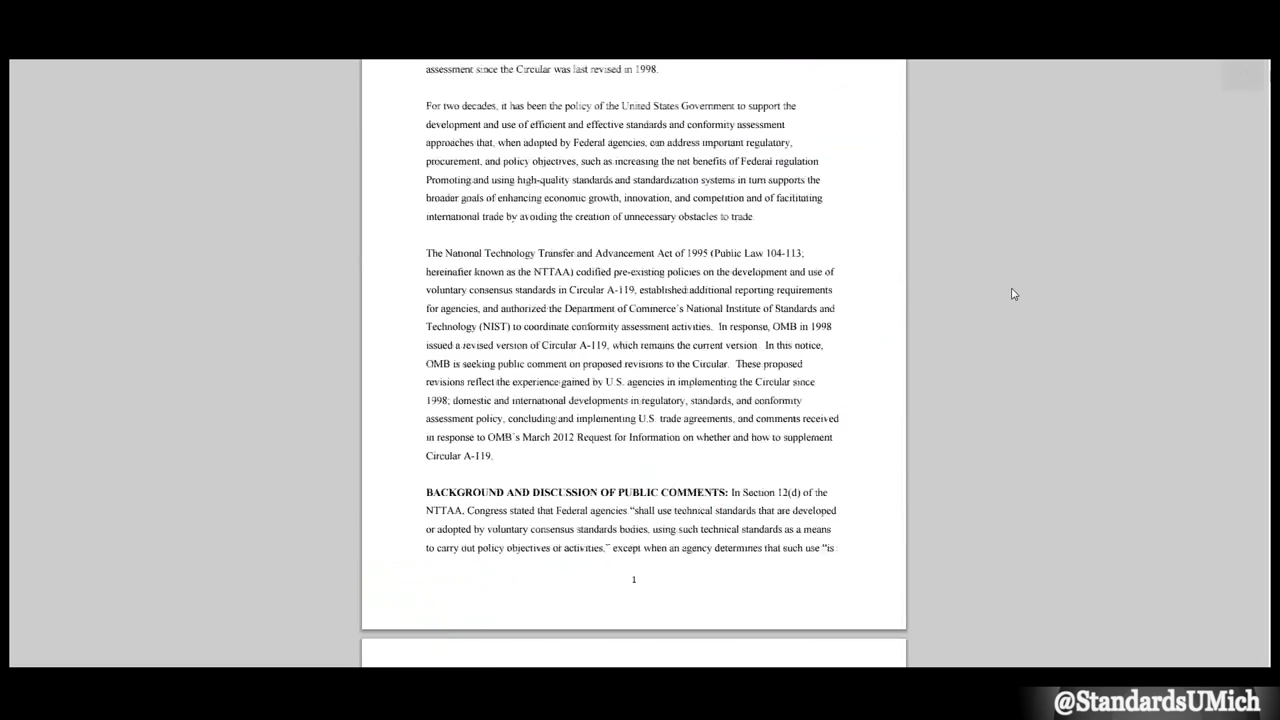 assessment since the Circular was last revised in 1998.
For two decades, it has been the policy of the United States Government to support the
development and use of efficient and effective standards and conformity assessment
approaches that, when adopted by Federal agencies, can address important regulatory,
procurement, and policy objectives, such as increasing the net benefits of Federal regulation
Promoting and using high-quality standards and standardization systems in turn supports the
broader goals of enhancing economic growth, innovation, and competition and of facilitating
international trade by avoiding the creation of unnecessary obstacles to trade.
The National Technology Transfer and Advancement Act of 1995 (Public Law 104-113;
hereinafter known as the NTTAA) codified pre-existing policies on the development and use of
voluntary consensus standards in Circular A-119, established additional reporting requirements
for agencies, and authorized the Department of Commerce's National Institute of Standards and
Technology (NIST) to coordinate conformity assessment activities. In response, OMB in 1998
issued a revised version of Circular A-119, which remains the current version. In this notice,
OMB is seeking public comment on proposed revisions to the Circular. These proposed
revisions reflect the experience gained by U.S. agencies in implementing the Circular since
1998; domestic and international developments in regulatory, standards, and conformity
assessment policy, concluding and implementing U.S. trade agreements, and comments received
in response to OMB's March 2012 Request for Information on whether and how to supplement
Circular A-119.
BACKGROUND AND DISCUSSION OF PUBLIC COMMENTS: In Section 12(d) of the
NTTAA, Congress stated that Federal agencies “shall use technical standards that are developed
or adopted by voluntary consensus standards bodies, using such technical standards as a means
to carry out policy objectives or activities,” except when an agency determines that such use “is
1
@StandardsUMich